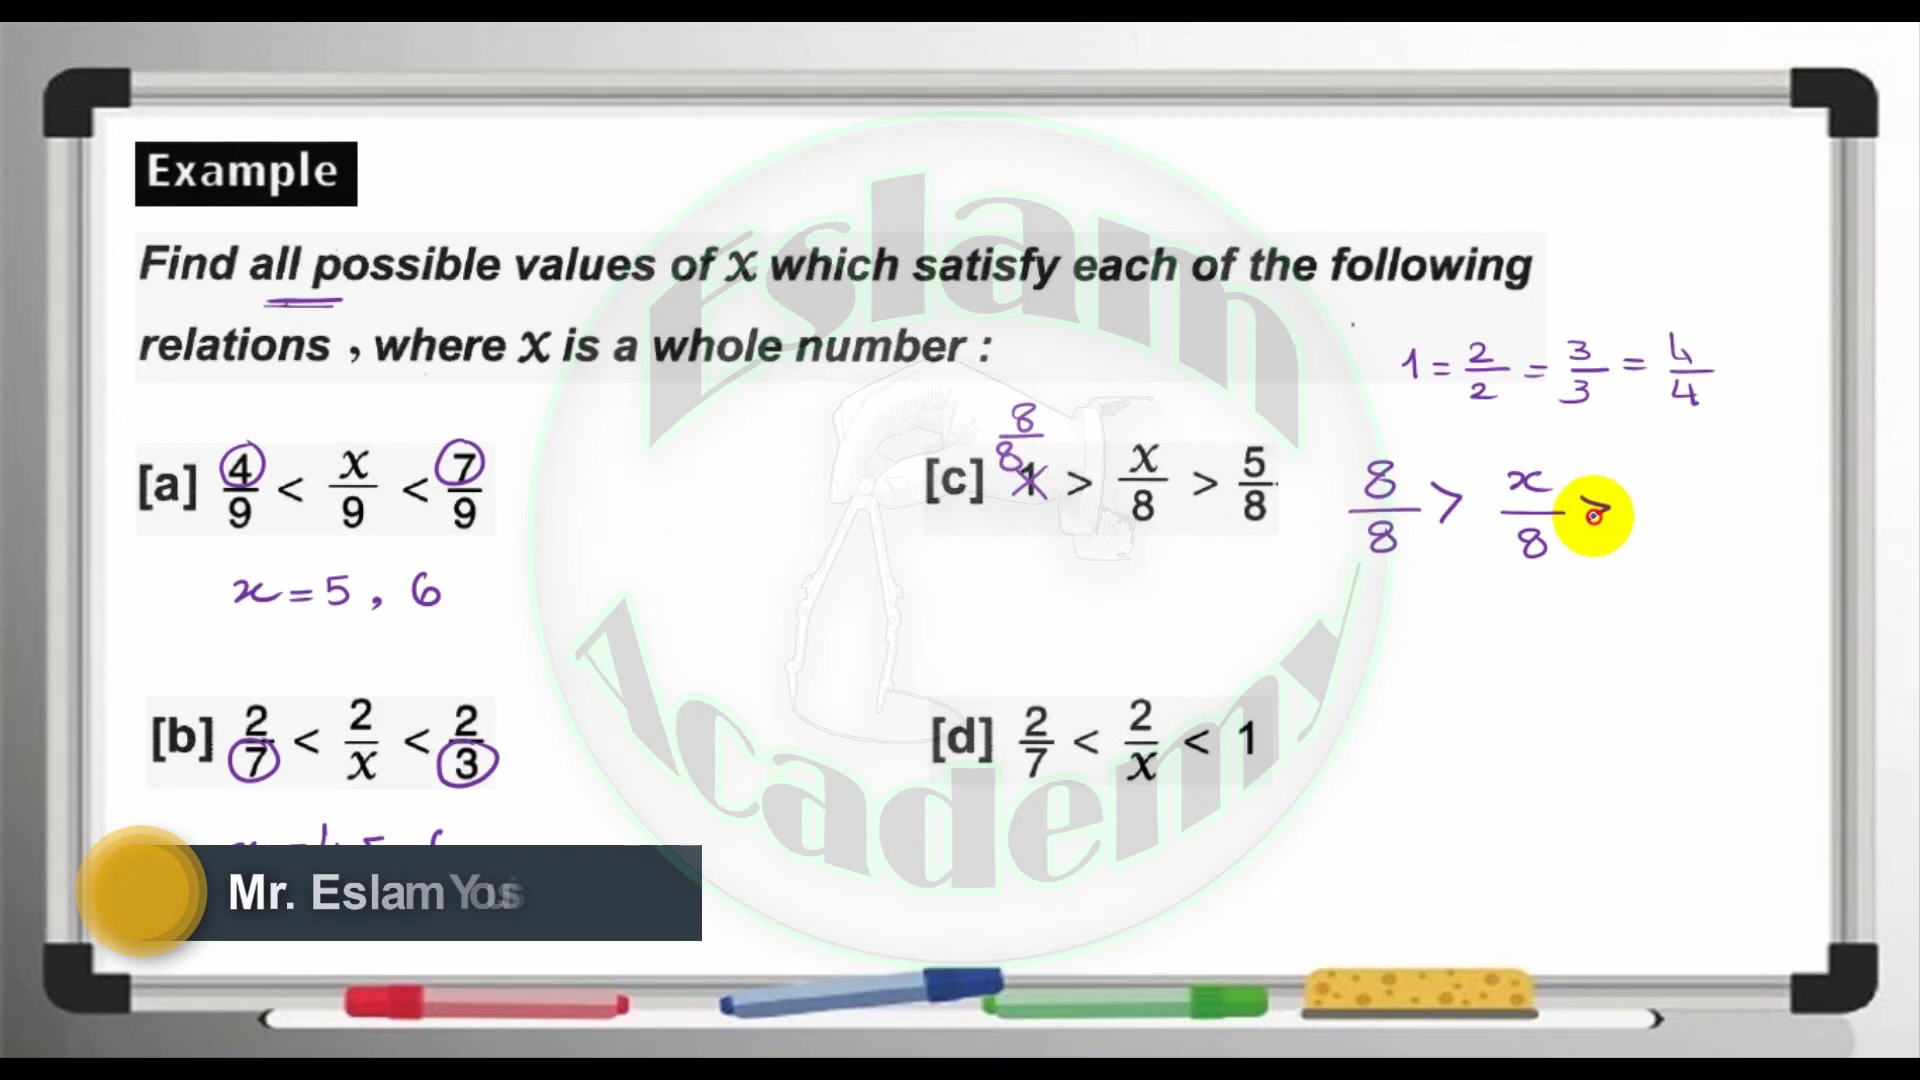 Example
Find all possible values of x which satisfy each of the following
relations , where x is a whole number :
1 = 2/2 = 3/3 = 4/4
[a] 4/9 < x/9 < 7/9
x = 5 , 6
8/8
[c] 1 > x/8 > 5/8
8/8 > x/8 >
[b] 2/7 < 2/x < 2/3
[d] 2/7 < 2/x < 1
Mr. Eslam
Eslam
Academy